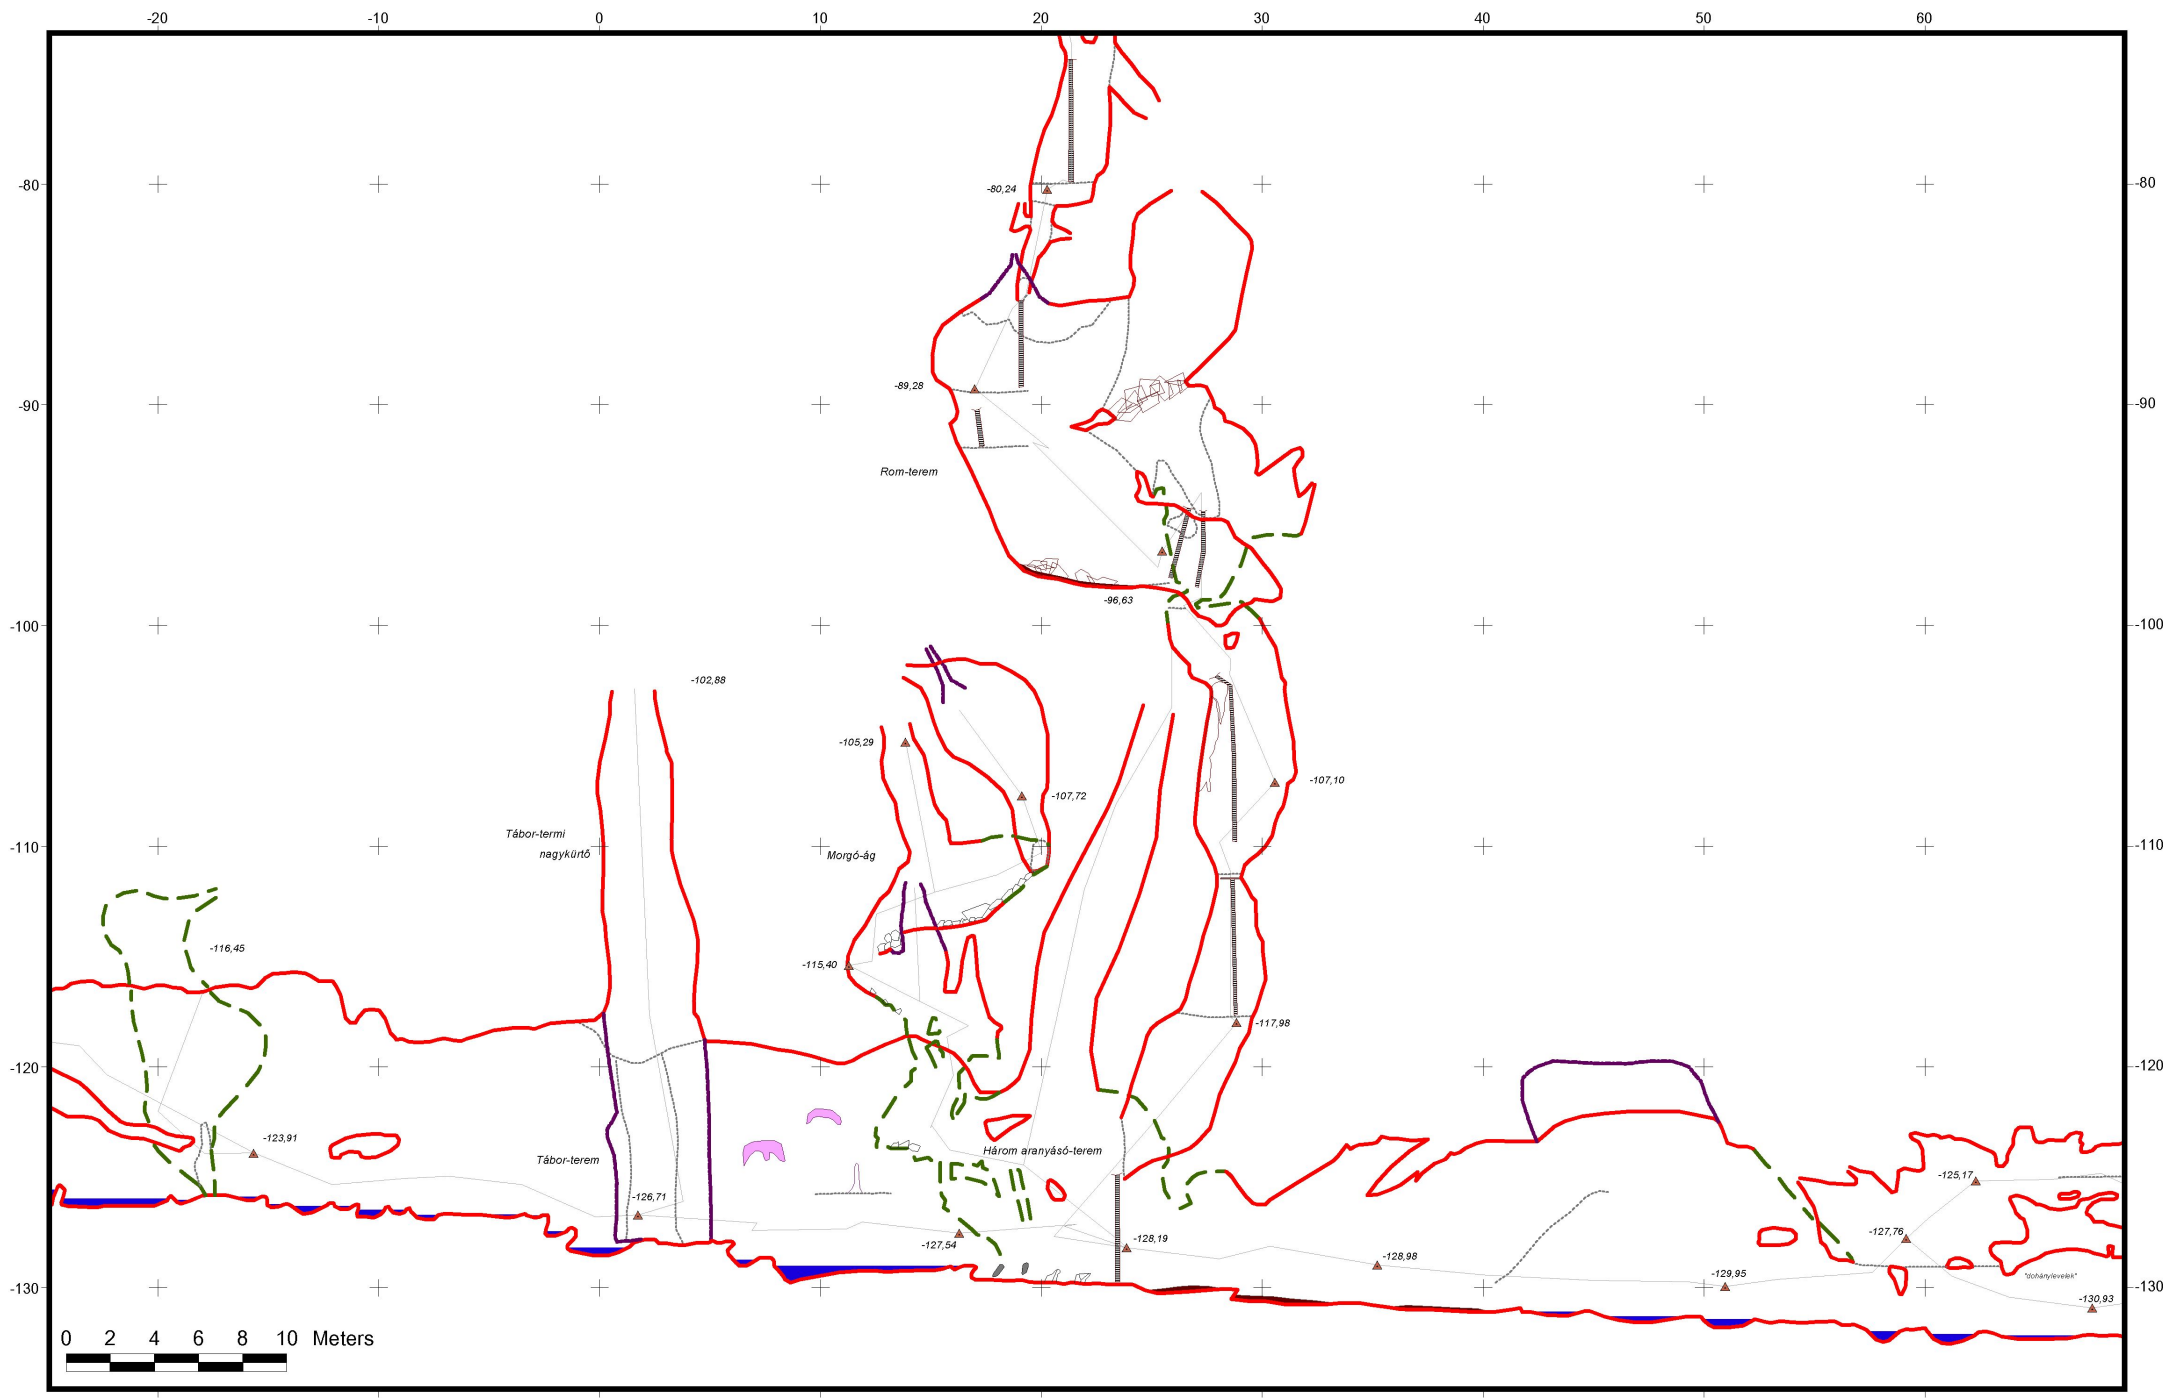 -20 -10 0 10 20 30 40 50 60
-80 -80
-80,24
-89,28
-90 -90
Rom-terem
-96,63
-100 -100
-102,88
-105,29
-107,10
-107,72
Tábor-termi
nagykürtő
Morgó-ág
-110 -110
-116,45
-115,40
-117,98
-120 -120
-123,91
Három aranyásó-terem
Tábor-terem
-125,17
-126,71
-127,54
-128,19
-127,76
-128,98
-129,95
"dohánylevelek"
-130 -130
-130,93
0 2 4 6 8 10 Meters